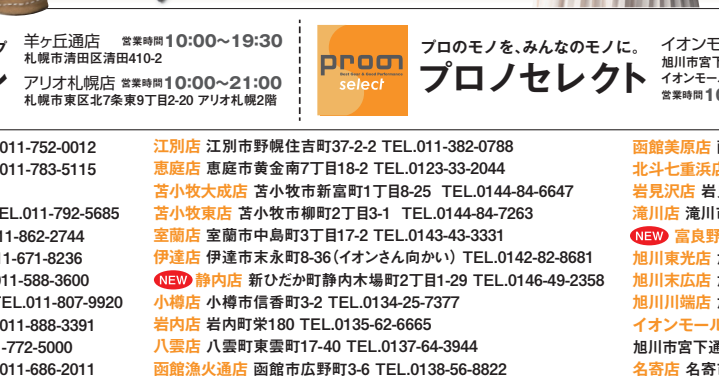 羊ヶ丘通店 営業時間10:00〜19:30
札幌市清田区清田410-2
アリオ札幌店 営業時間10:00〜21:00
札幌市東区北7条東9丁目2-20 アリオ札幌2階
prono
Best Gear & Good Performance
select
プロのモノを、みんなのモノに。
プロノセレクト
イオンモ
旭川市宮下
イオンモー
営業時間1
011-752-0012
011-783-5115
EL.011-792-5685
11-862-2744
11-671-8236
011-588-3600
TEL.011-807-9920
011-888-3391
-772-5000
011-686-2011
江別店 江別市野幌住吉町37-2-2 TEL.011-382-0788
恵庭店 恵庭市黄金南7丁目18-2 TEL.0123-33-2044
苫小牧大成店 苫小牧市新富町1丁目8-25 TEL.0144-84-6647
苫小牧東店 苫小牧市柳町2丁目3-1 TEL.0144-84-7263
室蘭店 室蘭市中島町3丁目17-2 TEL.0143-43-3331
伊達店 伊達市末永町8-36（イオンさん向かい） TEL.0142-82-8681
NEW 静内店 新ひだか町静内木場町2丁目1-29 TEL.0146-49-2358
小樽店 小樽市信香町3-2 TEL.0134-25-7377
岩内店 岩内町栄180 TEL.0135-62-6665
八雲店 八雲町東雲町17-40 TEL.0137-64-3944
函館漁火通店 函館市広野町3-6 TEL.0138-56-8822
函館美原店
北斗七重浜店
岩見沢店 岩
滝川店 滝川
NEW 富良野
旭川東光店
旭川末広店
旭川川端店
イオンモール
旭川市宮下通
名寄店 名寄